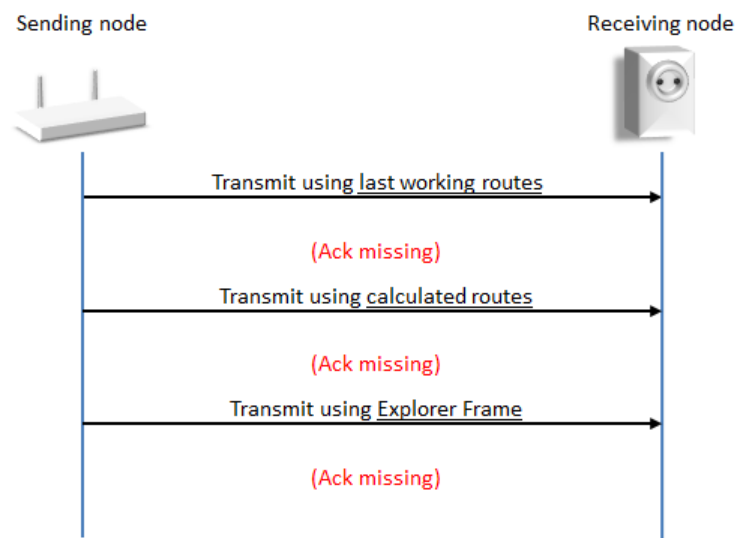 Sending node
Receiving node
Transmit using last working routes
(Ack missing)
Transmit using calculated routes
(Ack missing)
Transmit using Explorer Frame
(Ack missing)